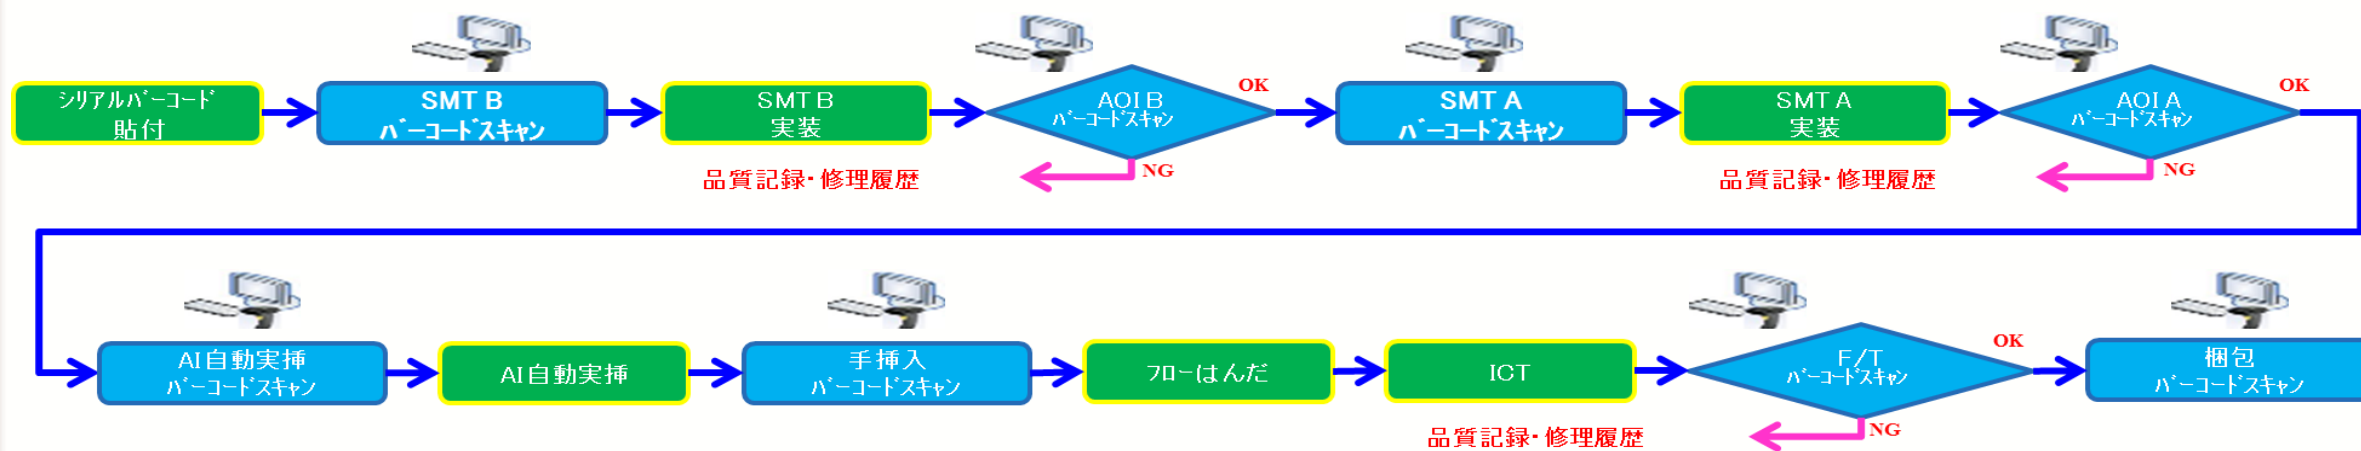 シリアルバーコード
貼付
SMT B
バーコードスキャン
SMT B
実装
AOI B
バーコードスキャン
OK
NG
品質記録・修理履歴
SMT A
バーコードスキャン
SMT A
実装
AOI A
バーコードスキャン
OK
NG
品質記録・修理履歴
AI自動実挿
バーコードスキャン
AI自動実挿
手挿入
バーコードスキャン
フローはんだ
ICT
F/T
バーコードスキャン
OK
NG
品質記録・修理履歴
梱包
バーコードスキャン